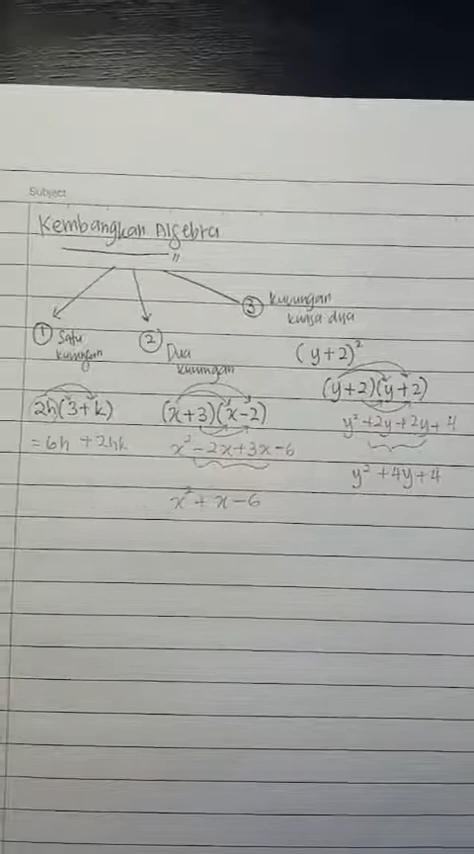 Subject
Kembangkan Algebra
① Satu
kurungan
2h(3+k)
= 6h + 2hk
② Dua
kurungan
(x+3)(x-2)
x² - 2x + 3x - 6
x² + x - 6
③ kurungan
kuasa dua
(y+2)²
(y+2)(y+2)
y² + 2y + 2y + 4
y² + 4y + 4